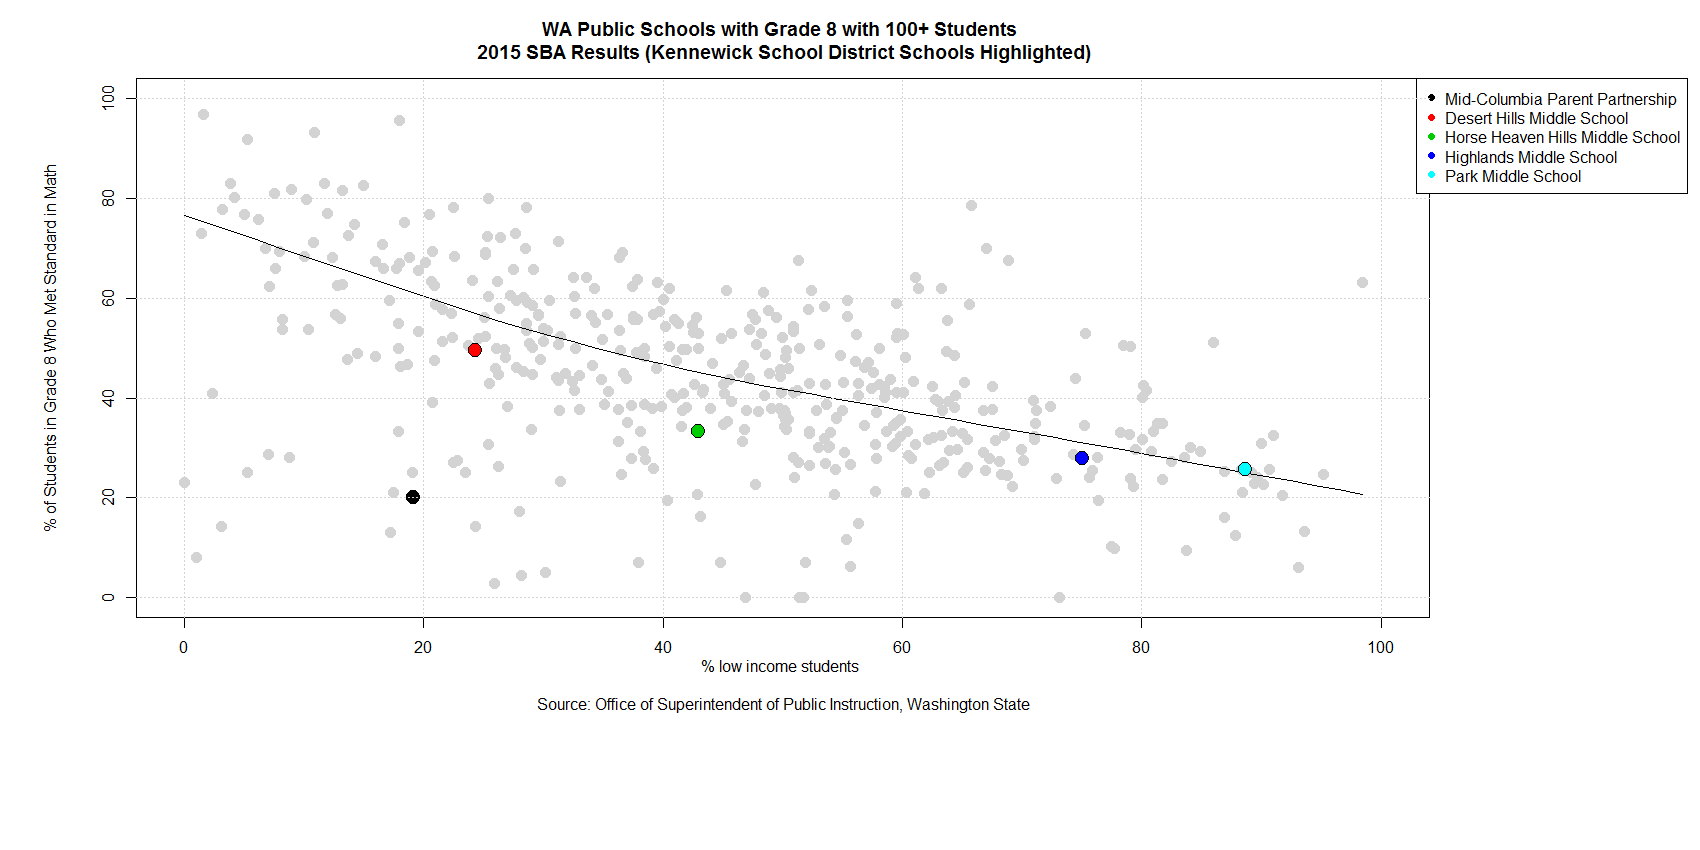 WA Public Schools with Grade 8 with 100+ Students
2015 SBA Results (Kennewick School District Schools Highlighted)
Mid-Columbia Parent Partnership
Desert Hills Middle School
Horse Heaven Hills Middle School
Highlands Middle School
Park Middle School
% of Students in Grade 8 Who Met Standard in Math
100
80
60
40
20
0
0 20 40 60 80 100
% low income students
Source: Office of Superintendent of Public Instruction, Washington State